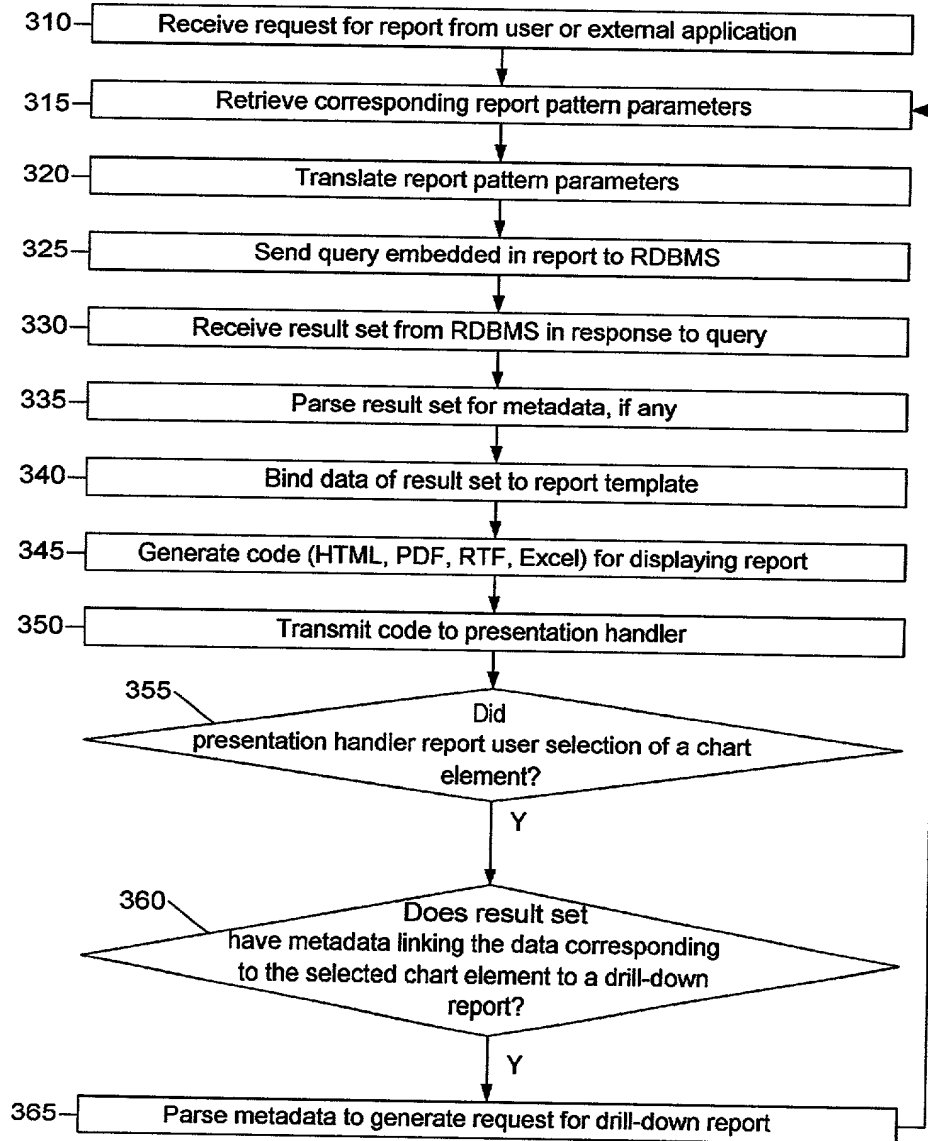 310 Receive request for report from user or external application
315 Retrieve corresponding report pattern parameters
320 Translate report pattern parameters
325 Send query embedded in report to RDBMS
330 Receive result set from RDBMS in response to query
335 Parse result set for metadata, if any
340 Bind data of result set to report template
345 Generate code (HTML, PDF, RTF, Excel) for displaying report
350 Transmit code to presentation handler
355
Did
presentation handler report user selection of a chart
element?
Y
360
Does result set
have metadata linking the data corresponding
to the selected chart element to a drill-down
report?
Y
365 Parse metadata to generate request for drill-down report